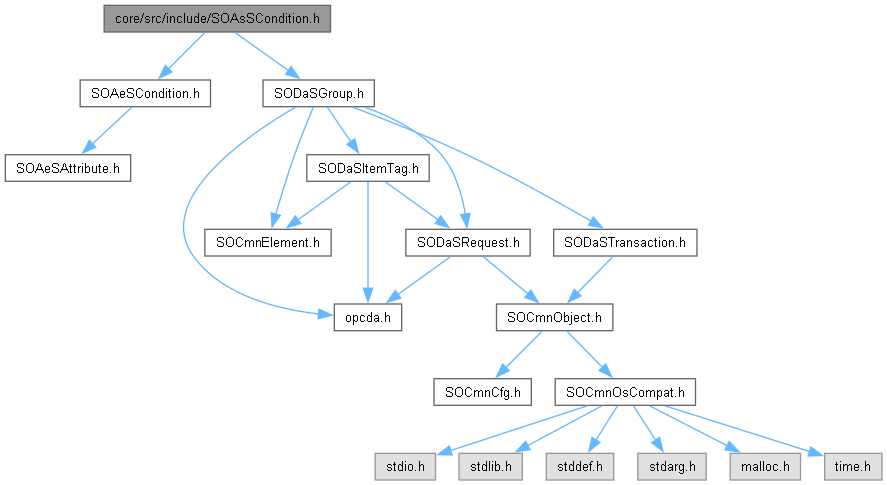 core/src/include/SOAsSCondition.h
SOAeSCondition.h
SODaSGroup.h
SOAeSAttribute.h
SODaSItemTag.h
SOCmnElement.h
SODaSRequest.h
SODaSTransaction.h
opcda.h
SOCmnObject.h
SOCmnCfg.h
SOCmnOsCompat.h
stdio.h
stdlib.h
stddef.h
stdarg.h
malloc.h
time.h